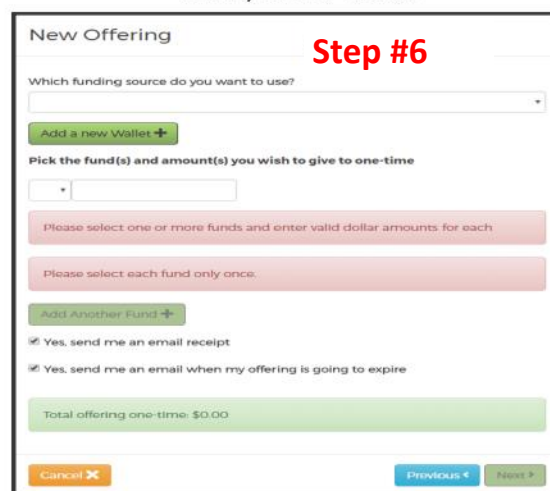 New Offering
Step #6
Which funding source do you want to use?
Add a new Wallet
Pick the fund(s) and amount(s) you wish to give to one-time
Please select one or more funds and enter valid dollar amounts for each
Please select each fund only once.
Add Another Fund
Yes, send me an email receipt
Yes, send me an email when my offering is going to expire
Total offering one-time: $0.00
Cancel
Previous
Next